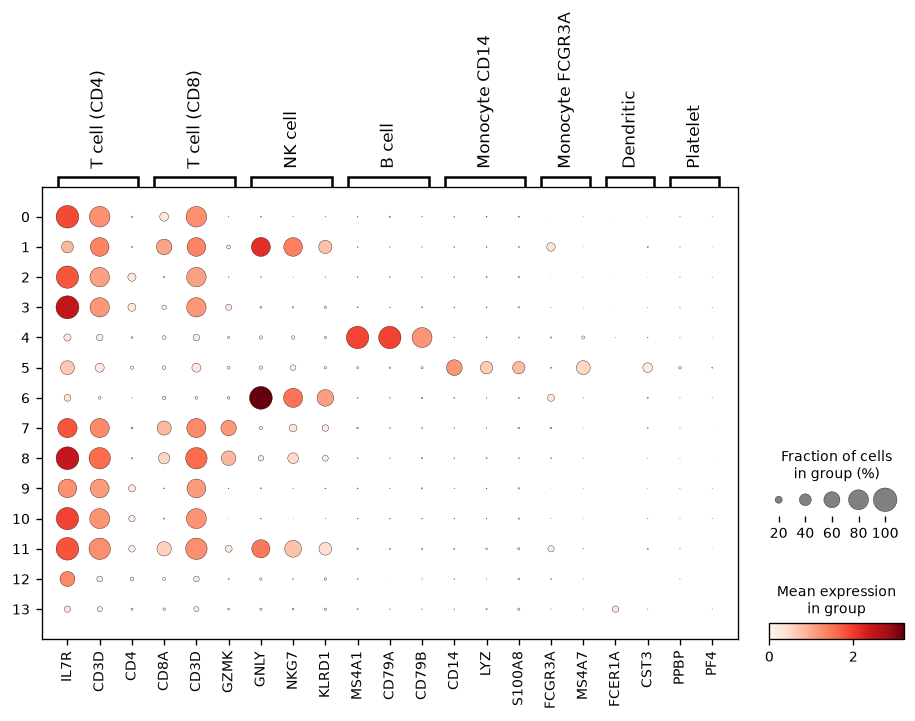 T cell (CD4)
T cell (CD8)
NK cell
B cell
Monocyte CD14
Monocyte FCGR3A
Dendritic
Platelet
0
1
2
3
4
5
6
7
8
9
10
11
12
13
IL7R
CD3D
CD4
CD8A
CD3D
GZMK
GNLY
NKG7
KLRD1
MS4A1
CD79A
CD79B
CD14
LYZ
S100A8
FCGR3A
MS4A7
FCER1A
CST3
PPBP
PF4
Fraction of cells
in group (%)
20 40 60 80 100
Mean expression
in group
0 2